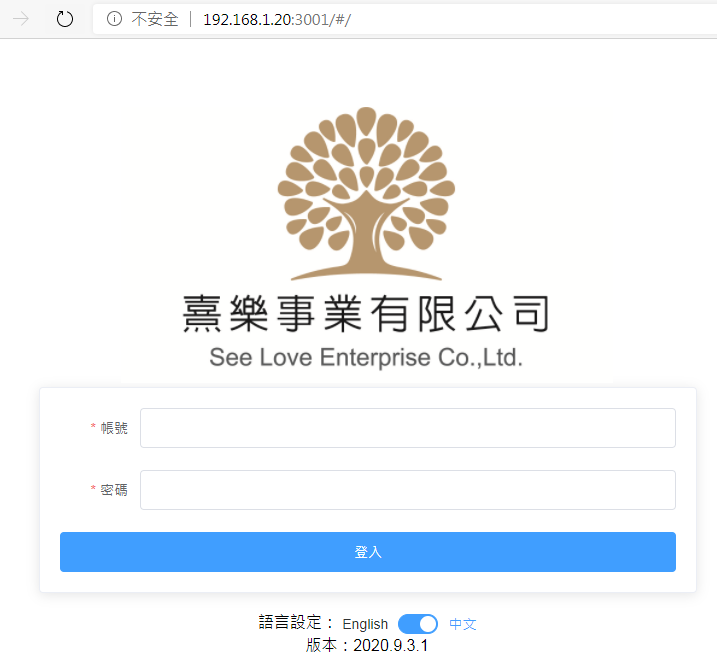 不安全 | 192.168.1.20:3001/#/
熹樂事業有限公司
See Love Enterprise Co.,Ltd.
* 帳號
* 密碼
登入
語言設定： English 中文
版本：2020.9.3.1